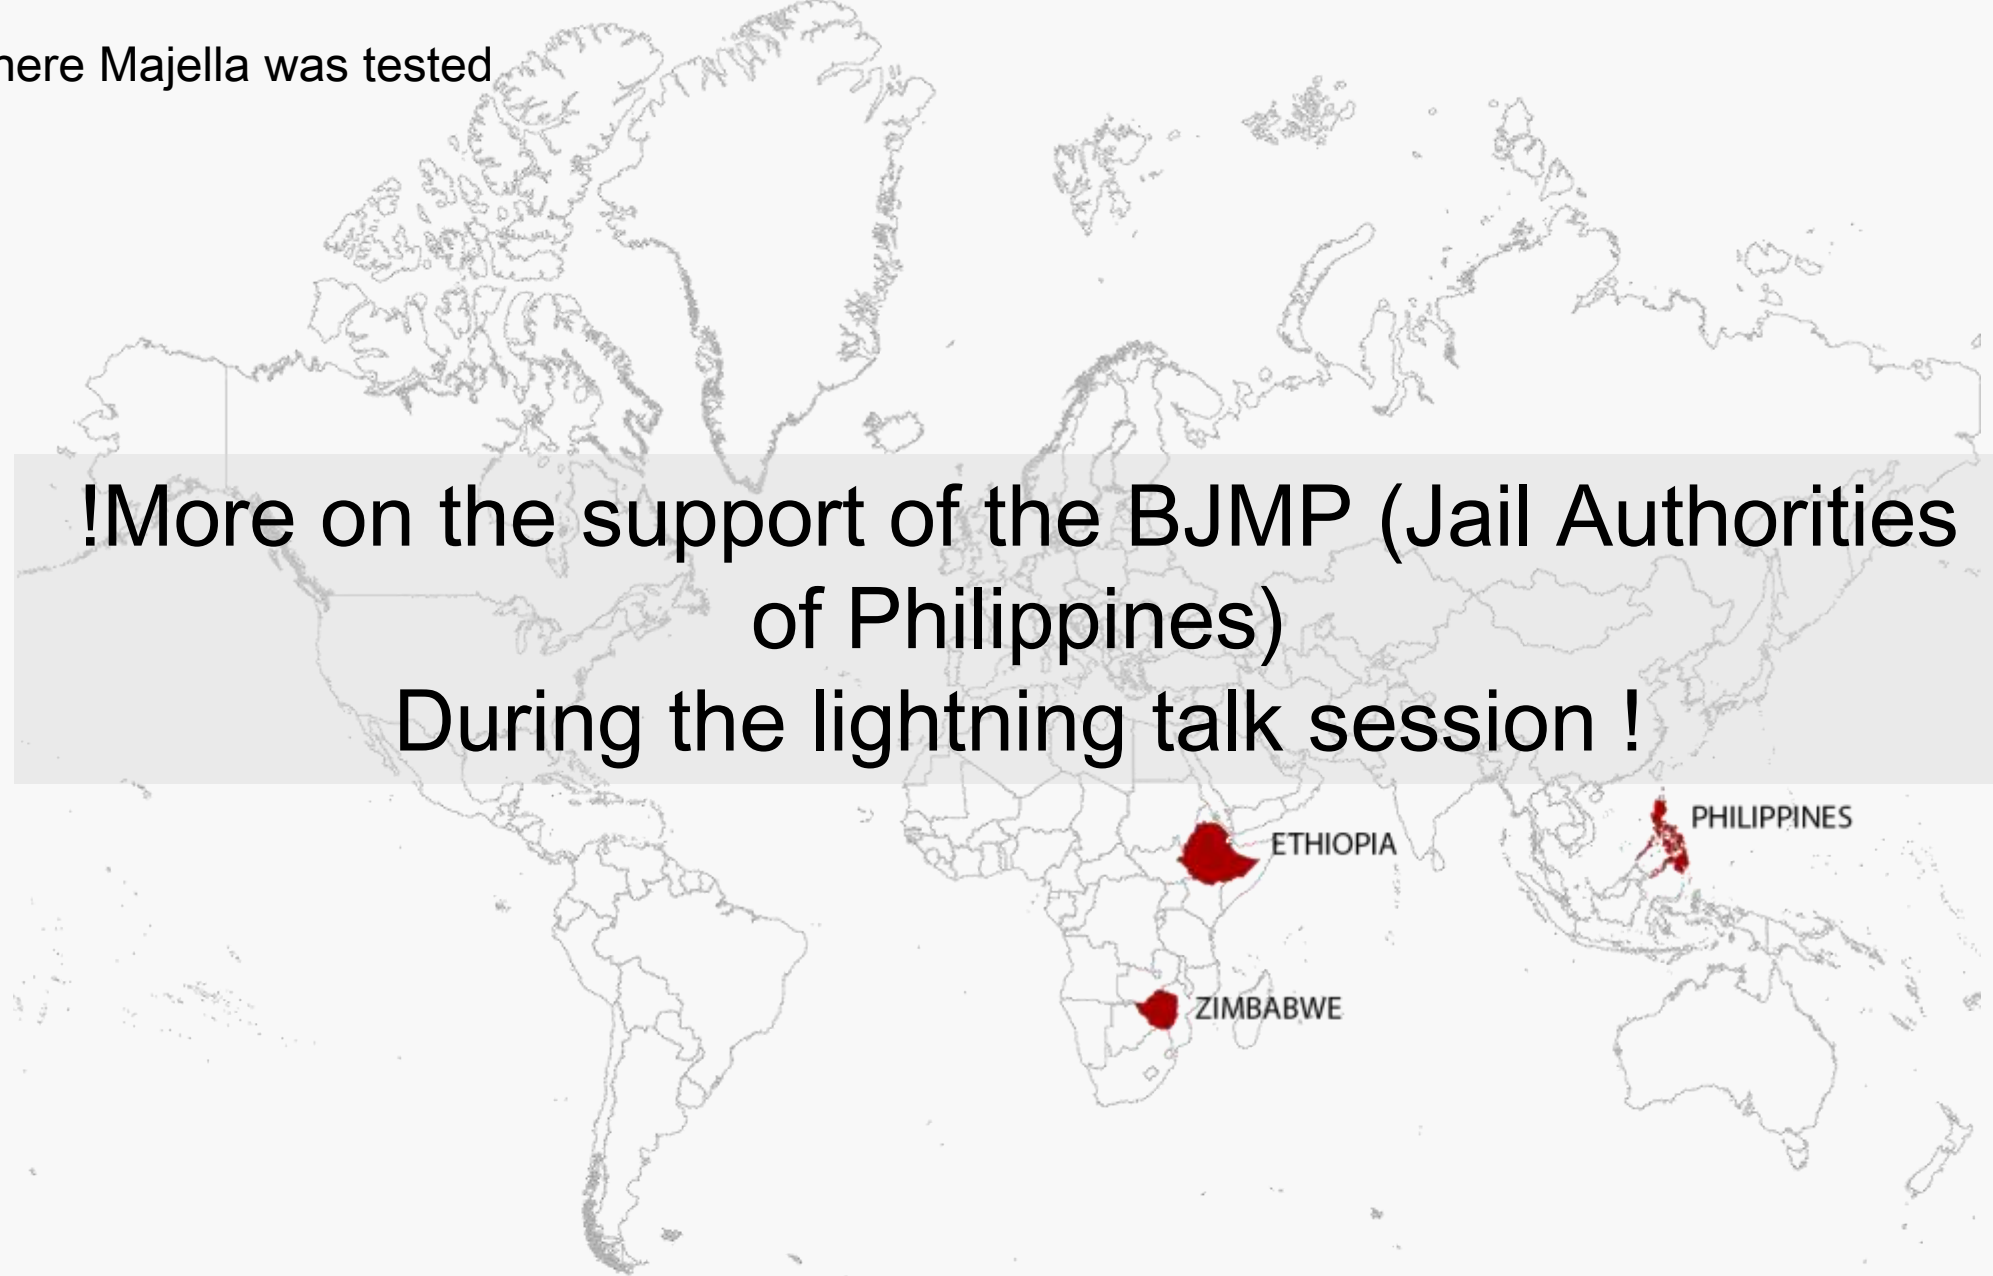 here Majella was tested
!More on the support of the BJMP (Jail Authorities
of Philippines)
During the lightning talk session !
PHILIPPINES
ETHIOPIA
ZIMBABWE